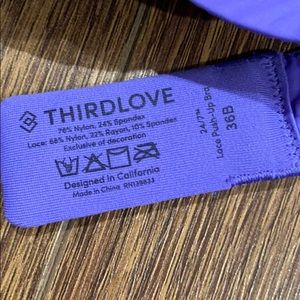 THIRDLOVE
76% Nylon, 24% Spandex
Lace: 68% Nylon, 22% Rayon, 10% Spandex
Exclusive of decoration
Designed in California
Made in China RN139833
24/7™
Lace Push-Up Bra
36B